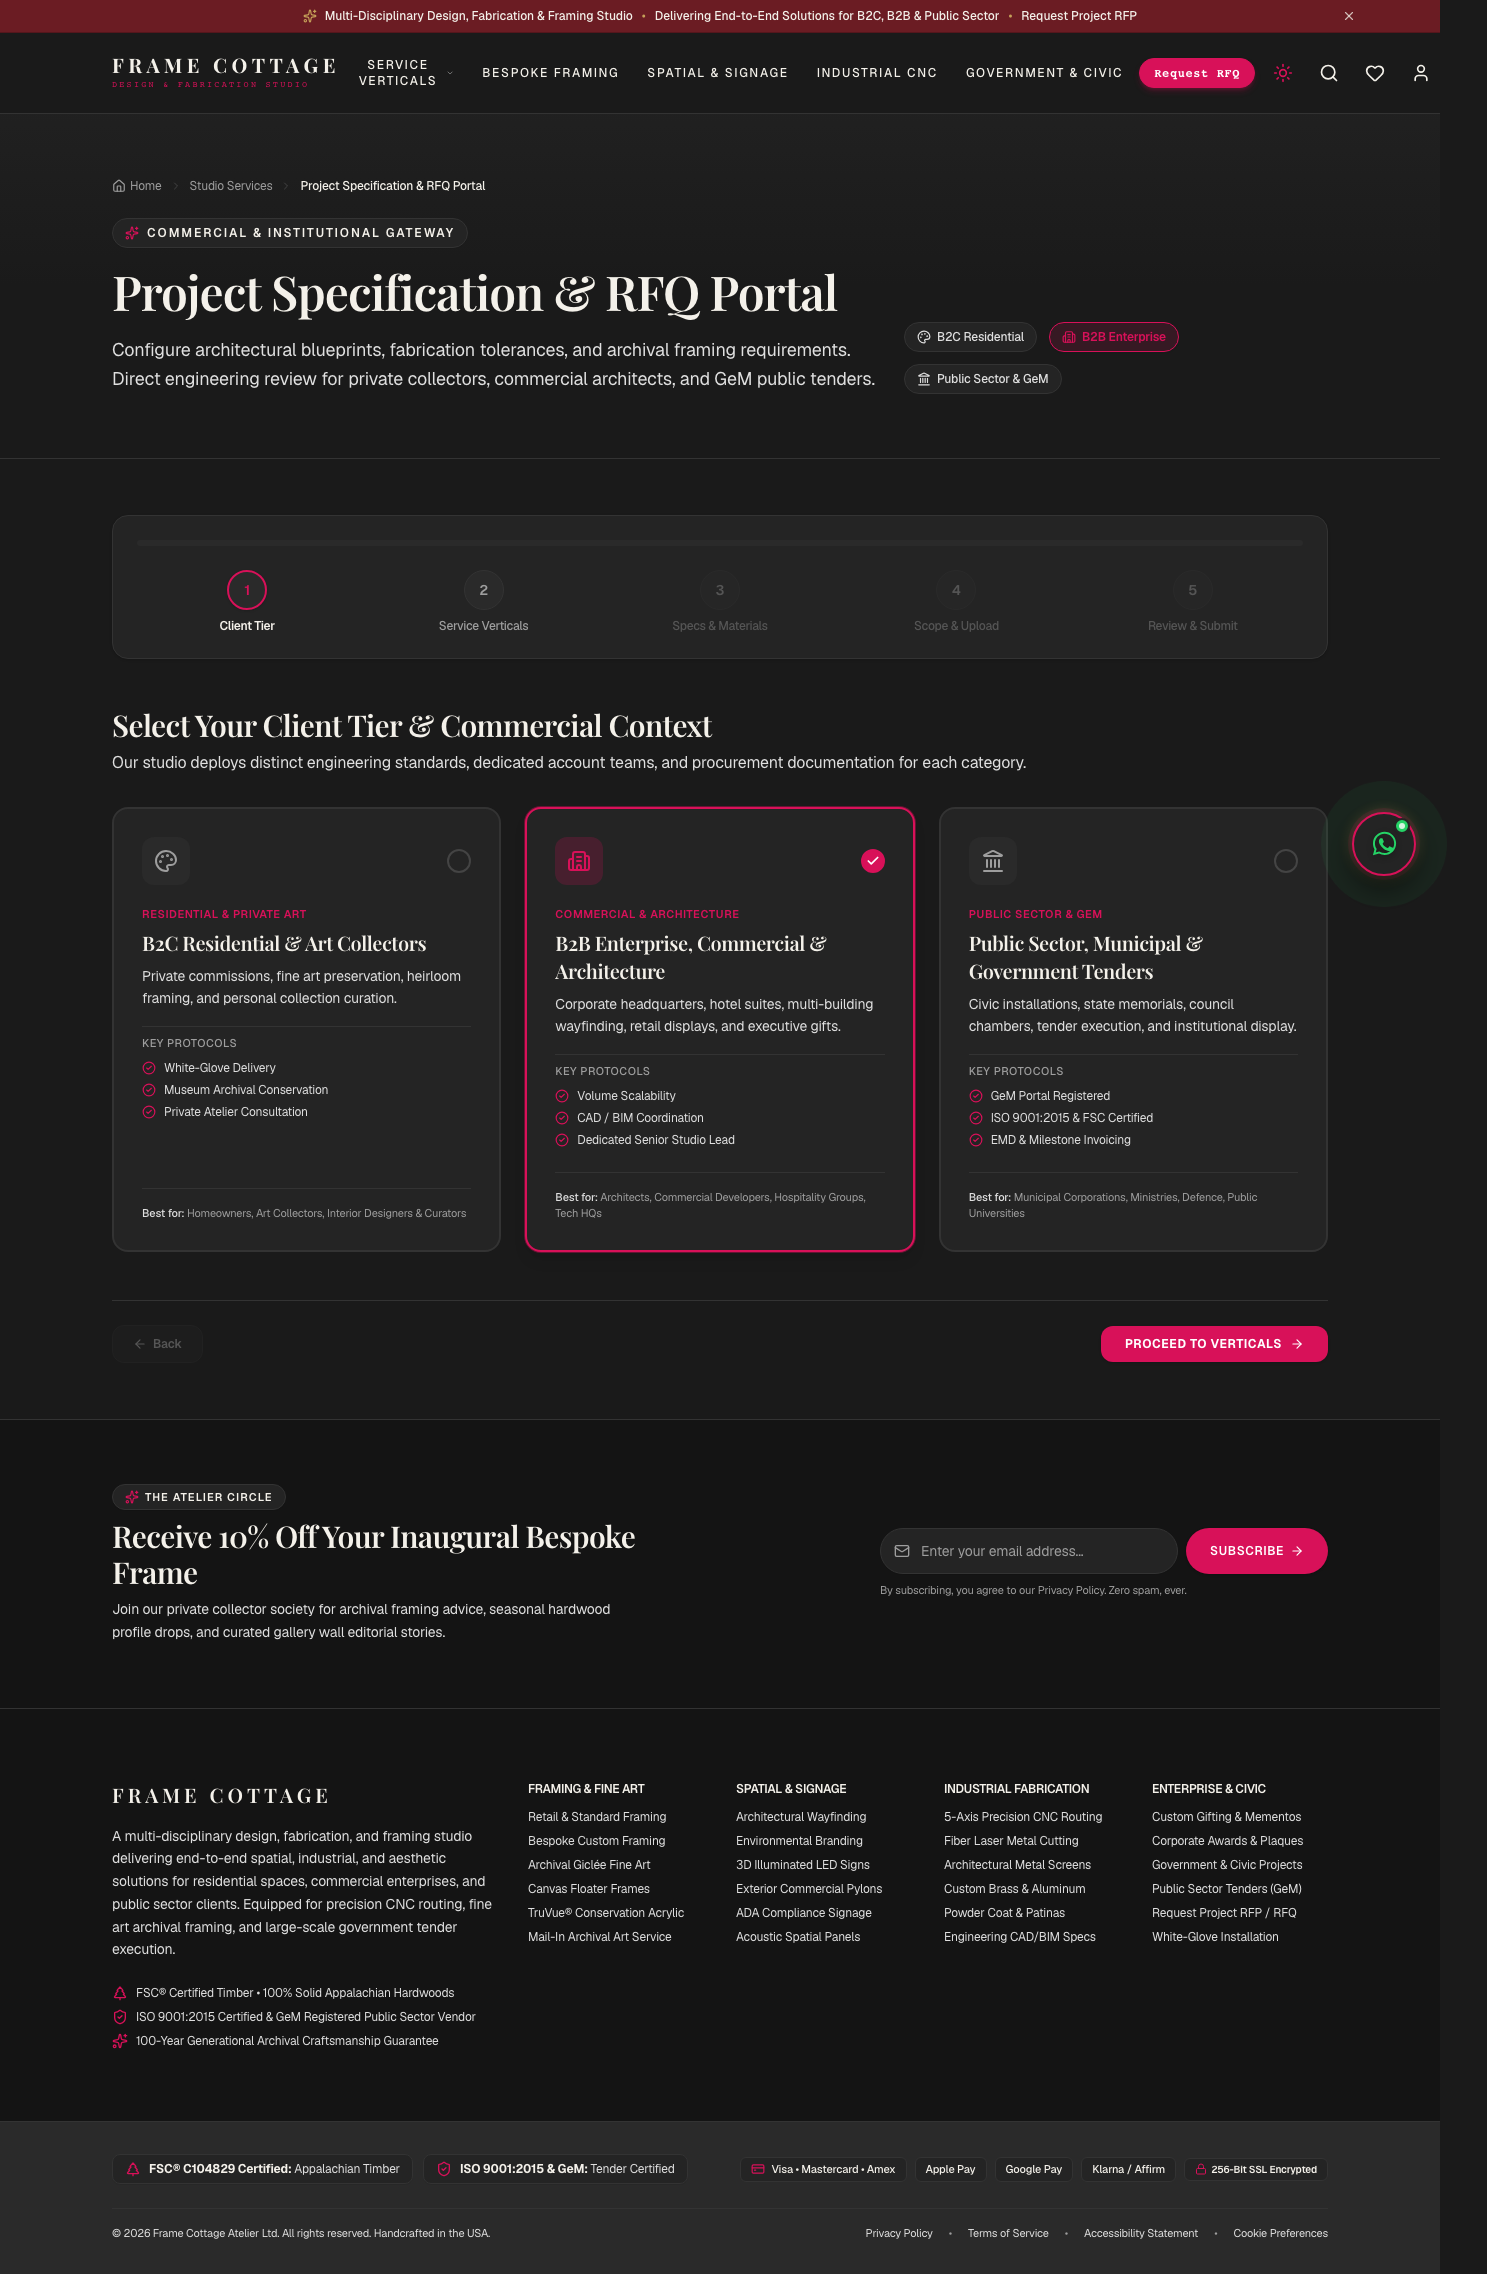 Multi-Disciplinary Design, Fabrication & Framing Studio • Delivering End-to-End Solutions for B2C, B2B & Public Sector • Request Project RFP
FRAME COTTAGE
DESIGN & FABRICATION STUDIO
SERVICE
VERTICALS
BESPOKE FRAMING
SPATIAL & SIGNAGE
INDUSTRIAL CNC
GOVERNMENT & CIVIC
Request RFQ
Home
Studio Services
Project Specification & RFQ Portal
COMMERCIAL & INSTITUTIONAL GATEWAY
Project Specification & RFQ Portal
Configure architectural blueprints, fabrication tolerances, and archival framing requirements.
Direct engineering review for private collectors, commercial architects, and GeM public tenders.
B2C Residential
B2B Enterprise
Public Sector & GeM
1
Client Tier
2
Service Verticals
3
Specs & Materials
4
Scope & Upload
5
Review & Submit
Select Your Client Tier & Commercial Context
Our studio deploys distinct engineering standards, dedicated account teams, and procurement documentation for each category.
RESIDENTIAL & PRIVATE ART
B2C Residential & Art Collectors
Private commissions, fine art preservation, heirloom
framing, and personal collection curation.
KEY PROTOCOLS
White-Glove Delivery
Museum Archival Conservation
Private Atelier Consultation
Best for: Homeowners, Art Collectors, Interior Designers & Curators
COMMERCIAL & ARCHITECTURE
B2B Enterprise, Commercial &
Architecture
Corporate headquarters, hotel suites, multi-building
wayfinding, retail displays, and executive gifts.
KEY PROTOCOLS
Volume Scalability
CAD / BIM Coordination
Dedicated Senior Studio Lead
Best for: Architects, Commercial Developers, Hospitality Groups,
Tech HQs
PUBLIC SECTOR & GEM
Public Sector, Municipal &
Government Tenders
Civic installations, state memorials, council
chambers, tender execution, and institutional display.
KEY PROTOCOLS
GeM Portal Registered
ISO 9001:2015 & FSC Certified
EMD & Milestone Invoicing
Best for: Municipal Corporations, Ministries, Defence, Public
Universities
Back
PROCEED TO VERTICALS
THE ATELIER CIRCLE
Receive 10% Off Your Inaugural Bespoke
Frame
Join our private collector society for archival framing advice, seasonal hardwood
profile drops, and curated gallery wall editorial stories.
Enter your email address...
SUBSCRIBE
By subscribing, you agree to our Privacy Policy. Zero spam, ever.
FRAME COTTAGE
A multi-disciplinary design, fabrication, and framing studio
delivering end-to-end spatial, industrial, and aesthetic
solutions for residential spaces, commercial enterprises, and
public sector clients. Equipped for precision CNC routing, fine
art archival framing, and large-scale government tender
execution.
FSC® Certified Timber • 100% Solid Appalachian Hardwoods
ISO 9001:2015 Certified & GeM Registered Public Sector Vendor
100-Year Generational Archival Craftsmanship Guarantee
FRAMING & FINE ART
Retail & Standard Framing
Bespoke Custom Framing
Archival Giclée Fine Art
Canvas Floater Frames
TruVue® Conservation Acrylic
Mail-In Archival Art Service
SPATIAL & SIGNAGE
Architectural Wayfinding
Environmental Branding
3D Illuminated LED Signs
Exterior Commercial Pylons
ADA Compliance Signage
Acoustic Spatial Panels
INDUSTRIAL FABRICATION
5-Axis Precision CNC Routing
Fiber Laser Metal Cutting
Architectural Metal Screens
Custom Brass & Aluminum
Powder Coat & Patinas
Engineering CAD/BIM Specs
ENTERPRISE & CIVIC
Custom Gifting & Mementos
Corporate Awards & Plaques
Government & Civic Projects
Public Sector Tenders (GeM)
Request Project RFP / RFQ
White-Glove Installation
FSC® C104829 Certified: Appalachian Timber
ISO 9001:2015 & GeM: Tender Certified
Visa • Mastercard • Amex
Apple Pay
Google Pay
Klarna / Affirm
256-Bit SSL Encrypted
© 2026 Frame Cottage Atelier Ltd. All rights reserved. Handcrafted in the USA.
Privacy Policy • Terms of Service • Accessibility Statement • Cookie Preferences